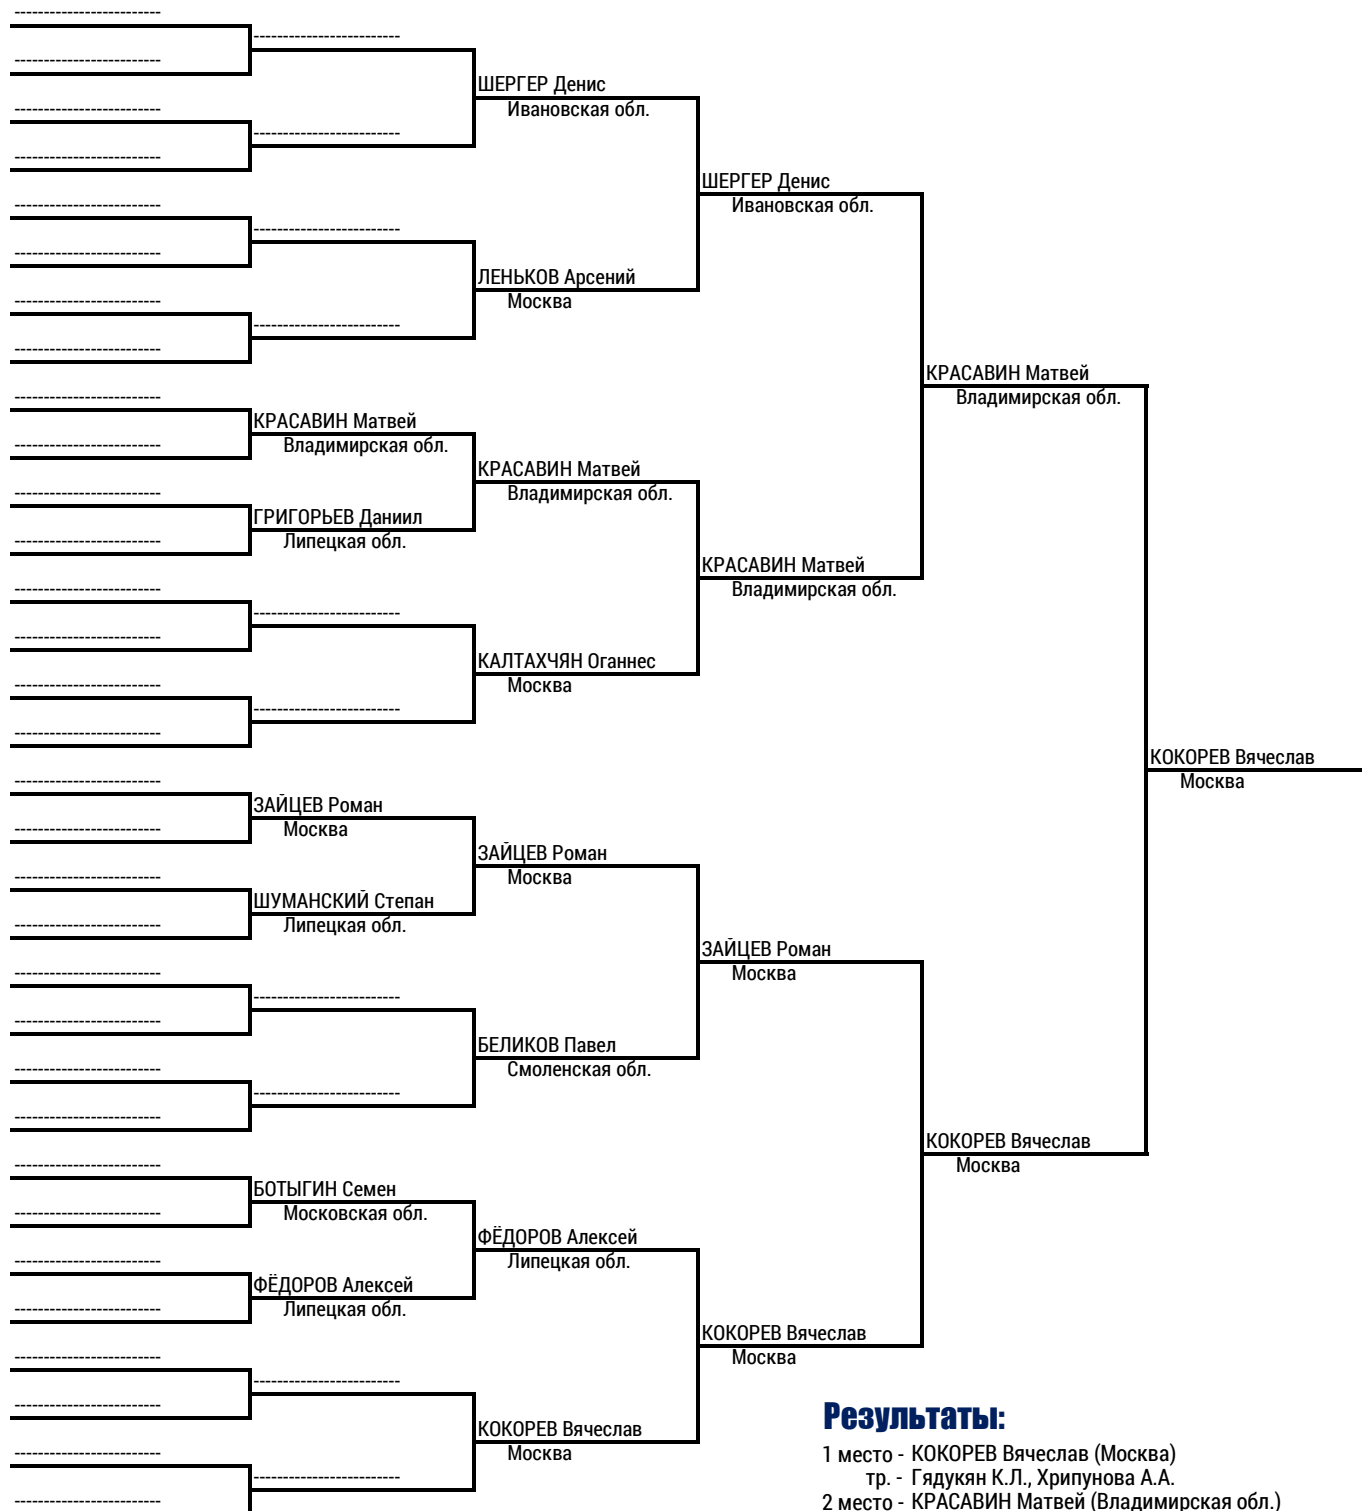 ------------------------
------------------------
------------------------
ШЕРГЕР Денис
Ивановская обл.
------------------------
------------------------
------------------------
ШЕРГЕР Денис
Ивановская обл.
------------------------
------------------------
------------------------
ЛЕНЬКОВ Арсений
Москва
------------------------
------------------------
------------------------
КРАСАВИН Матвей
Владимирская обл.
------------------------
КРАСАВИН Матвей
Владимирская обл.
------------------------
КРАСАВИН Матвей
Владимирская обл.
------------------------
ГРИГОРЬЕВ Даниил
Липецкая обл.
------------------------
КРАСАВИН Матвей
Владимирская обл.
------------------------
------------------------
------------------------
КАЛТАХЧЯН Оганнес
Москва
------------------------
------------------------
------------------------
КОКОРЕВ Вячеслав
Москва
------------------------
ЗАЙЦЕВ Роман
Москва
------------------------
ЗАЙЦЕВ Роман
Москва
------------------------
ШУМАНСКИЙ Степан
Липецкая обл.
------------------------
ЗАЙЦЕВ Роман
Москва
------------------------
------------------------
------------------------
БЕЛИКОВ Павел
Смоленская обл.
------------------------
------------------------
------------------------
КОКОРЕВ Вячеслав
Москва
------------------------
БОТЫГИН Семен
Московская обл.
------------------------
ФЁДОРОВ Алексей
Липецкая обл.
------------------------
ФЁДОРОВ Алексей
Липецкая обл.
------------------------
КОКОРЕВ Вячеслав
Москва
------------------------
------------------------
------------------------
КОКОРЕВ Вячеслав
Москва
------------------------
------------------------
------------------------
Результаты:
1 место - КОКОРЕВ Вячеслав (Москва)
тр. - Гядукян К.Л., Хрипунова А.А.
2 место - КРАСАВИН Матвей (Владимирская обл.)